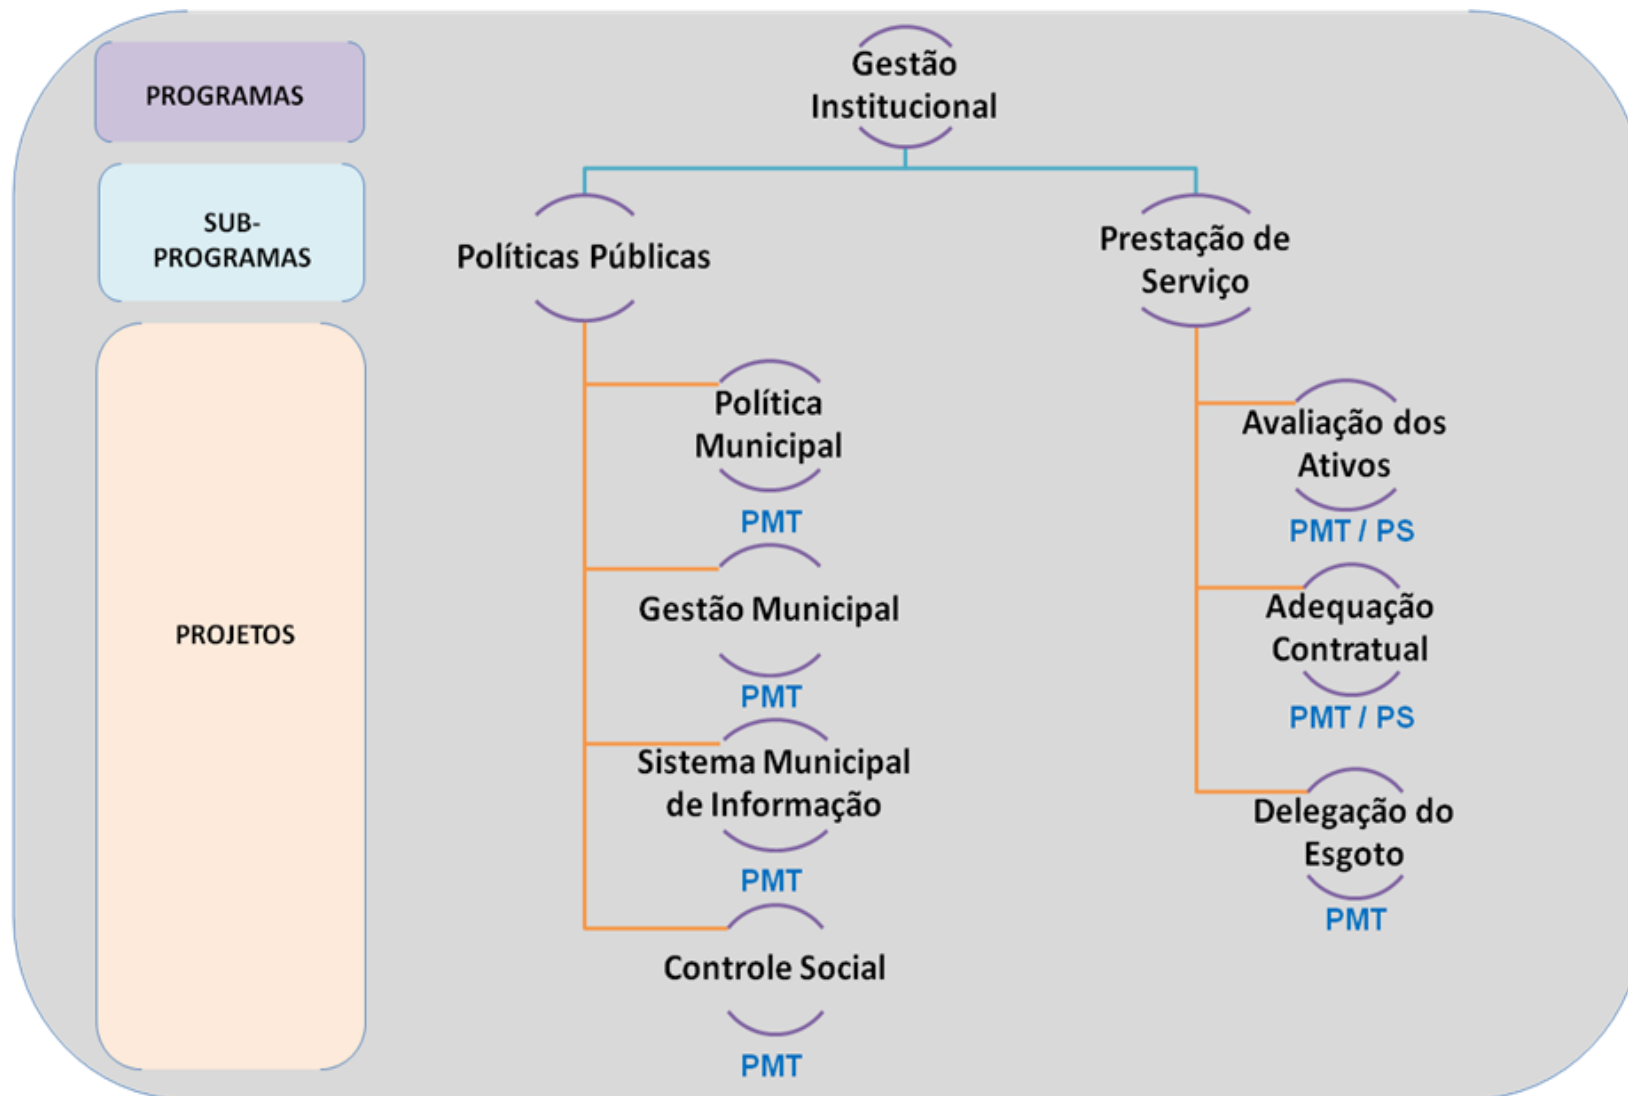 PROGRAMAS
Gestão
Institucional
SUB-
PROGRAMAS
Políticas Públicas
Prestação de
Serviço
PROJETOS
Política
Municipal
PMT
Gestão Municipal
PMT
Sistema Municipal
de Informação
PMT
Controle Social
PMT
Avaliação dos
Ativos
PMT / PS
Adequação
Contratual
PMT / PS
Delegação do
Esgoto
PMT